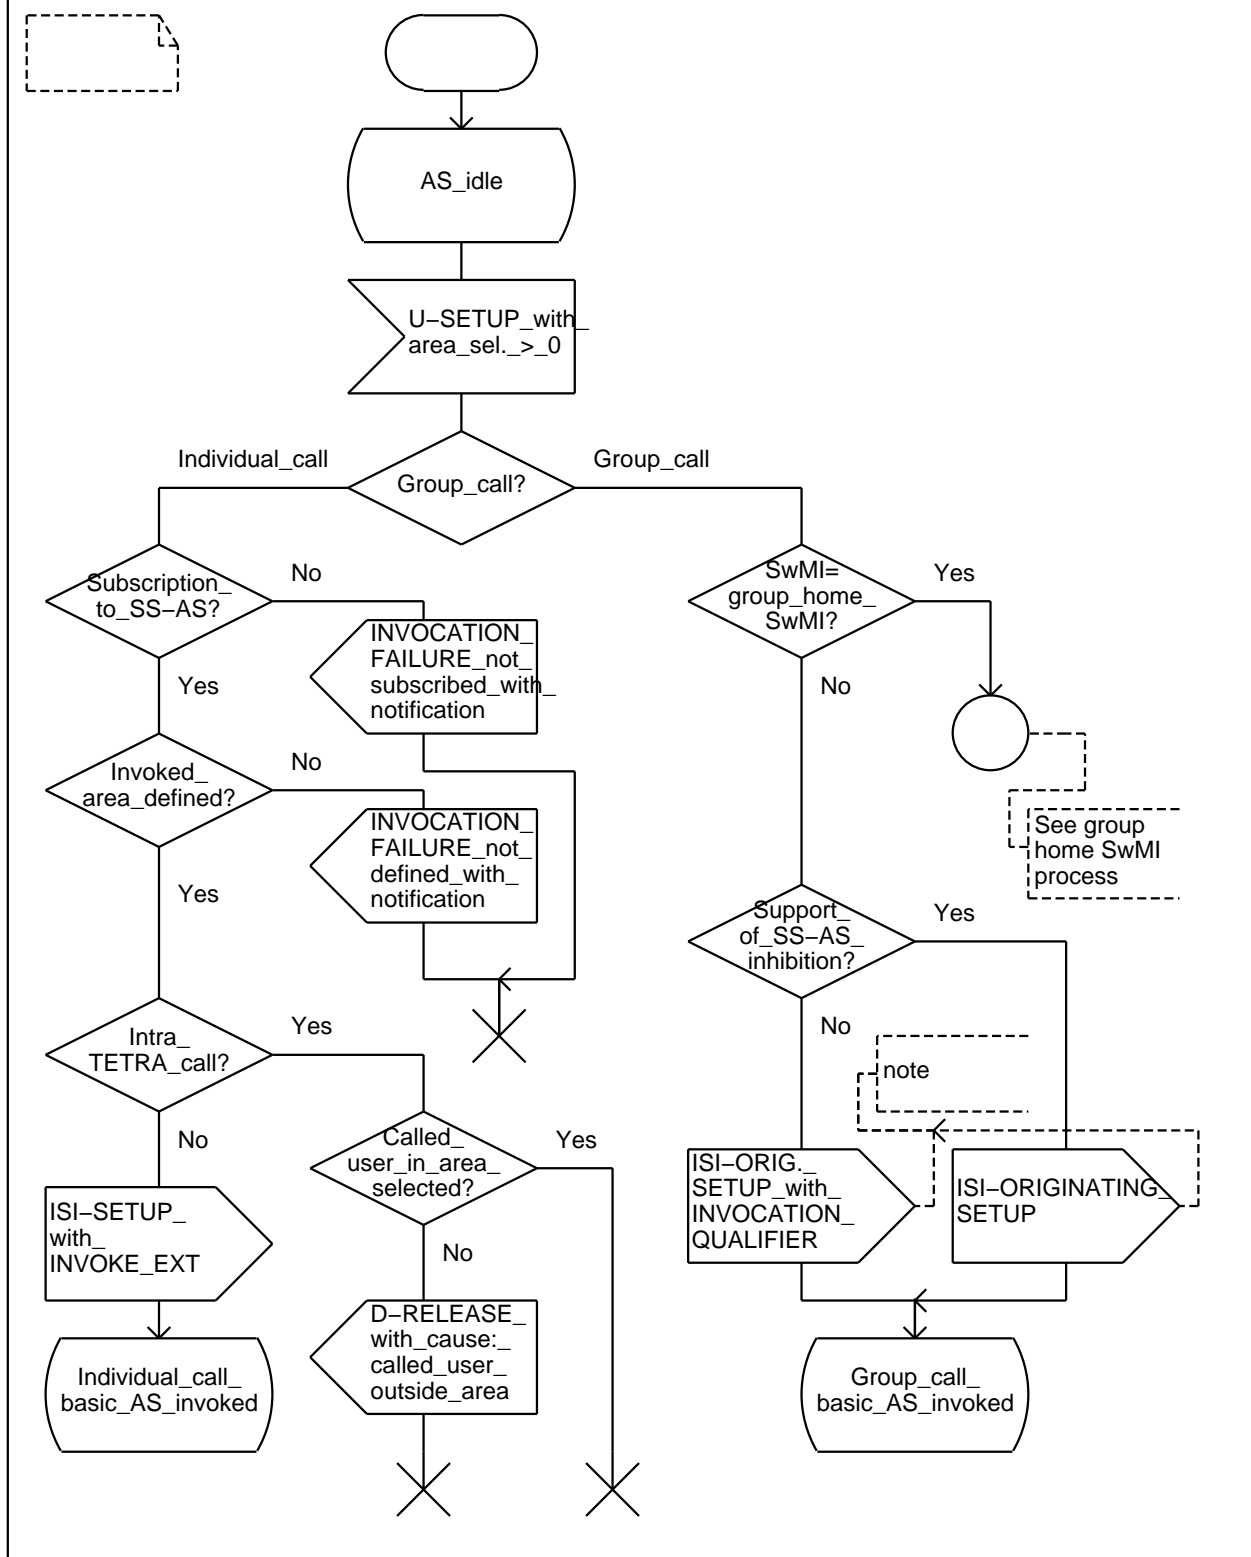 AS_idle
U−SETUP_with_
area_sel._>_0
Individual_call
Group_call
Group_call?
Subscription_
to_SS−AS?
No
INVOCATION_
FAILURE_not_
subscribed_with_
notification
SwMI=
group_home_
SwMI?
Yes
Yes
No
Invoked_
area_defined?
No
INVOCATION_
FAILURE_not_
defined_with_
notification
See group
home SwMI
process
Yes
Support_
of_SS−AS_
inhibition?
Yes
No
Intra_
TETRA_call?
Yes
note
No
Called_
user_in_area_
selected?
Yes
ISI−SETUP_
with_
INVOKE_EXT
No
ISI−ORIG._
SETUP_with_
INVOCATION_
QUALIFIER
ISI−ORIGINATING_
SETUP
D−RELEASE_
with_cause:_
called_user_
outside_area
Individual_call_
basic_AS_invoked
Group_call_
basic_AS_invoked